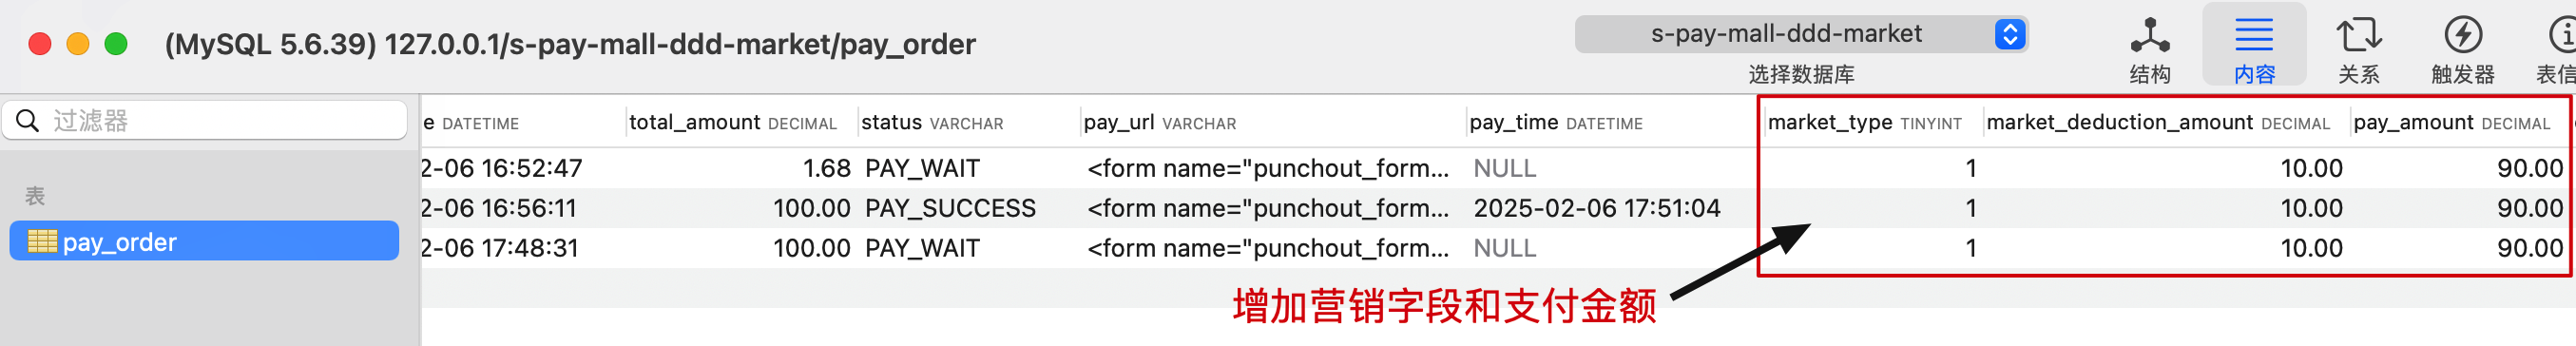 (MySQL 5.6.39) 127.0.0.1/s-pay-mall-ddd-market/pay_order
s-pay-mall-ddd-market
选择数据库
结构
内容
关系
触发器
表信
过滤器
表
pay_order
e DATETIME total_amount DECIMAL status VARCHAR pay_url VARCHAR pay_time DATETIME market_type TINYINT market_deduction_amount DECIMAL pay_amount DECIMAL
2-06 16:52:47 1.68 PAY_WAIT <form name="punchout_form... NULL 1 10.00 90.00
2-06 16:56:11 100.00 PAY_SUCCESS <form name="punchout_form... 2025-02-06 17:51:04 1 10.00 90.00
2-06 17:48:31 100.00 PAY_WAIT <form name="punchout_form... NULL 1 10.00 90.00
增加营销字段和支付金额